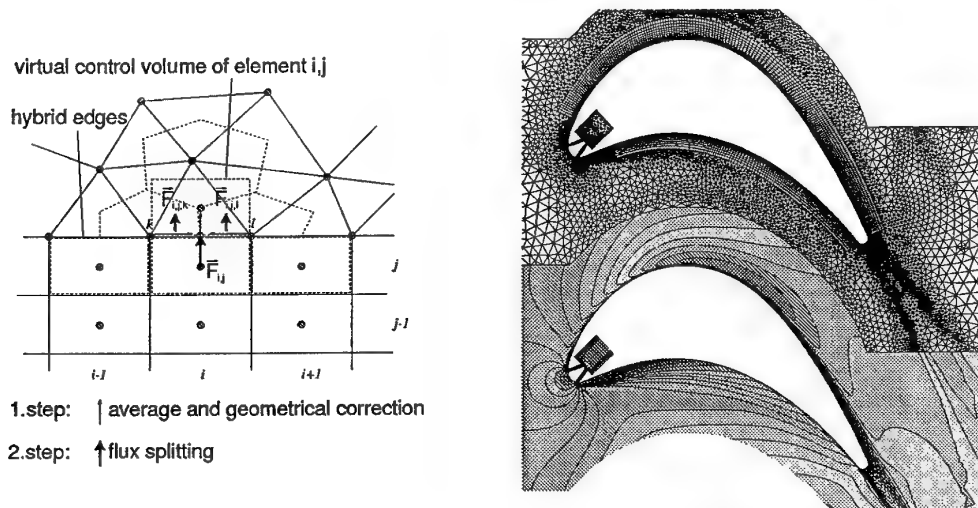 virtual control volume of element i,j
hybrid edges
F i,j,k F i,j,l
k l
F i,j
j
j-1
i-1 i i+1
1.step: average and geometrical correction
2.step: flux splitting